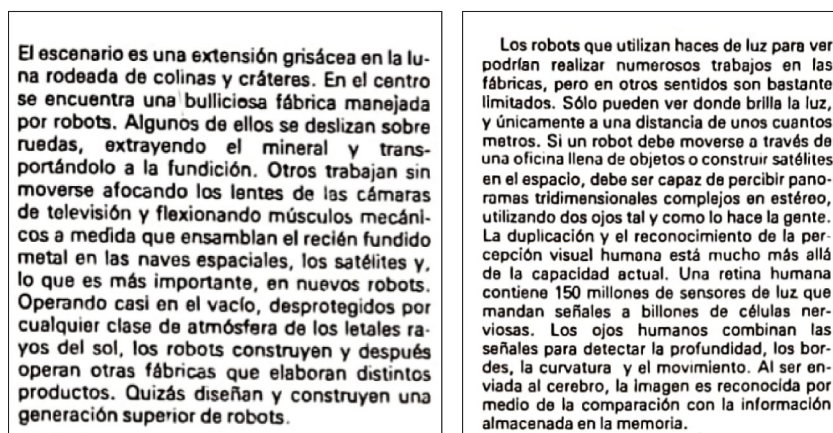 El escenario es una extensión grisácea en la lu-
na rodeada de colinas y cráteres. En el centro
se encuentra una bulliciosa fábrica manejada
por robots. Algunos de ellos se deslizan sobre
ruedas, extrayendo el mineral y trans-
portándolo a la fundición. Otros trabajan sin
moverse afocando los lentes de las cámaras
de televisión y flexionando músculos mecáni-
cos a medida que ensamblan el recién fundido
metal en las naves espaciales, los satélites y,
lo que es más importante, en nuevos robots.
Operando casi en el vacío, desprotegidos por
cualquier clase de atmósfera de los letales ra-
yos del sol, los robots construyen y después
operan otras fábricas que elaboran distintos
productos. Quizás diseñan y construyen una
generación superior de robots.
Los robots que utilizan haces de luz para ver
podrían realizar numerosos trabajos en las
fábricas, pero en otros sentidos son bastante
limitados. Sólo pueden ver donde brilla la luz,
y únicamente a una distancia de unos cuantos
metros. Si un robot debe moverse a través de
una oficina llena de objetos o construir satélites
en el espacio, debe ser capaz de percibir pano-
ramas tridimensionales complejos en estéreo,
utilizando dos ojos tal y como lo hace la gente.
La duplicación y el reconocimiento de la per-
cepción visual humana está mucho más allá
de la capacidad actual. Una retina humana
contiene 150 millones de sensores de luz que
mandan señales a billones de células ner-
viosas. Los ojos humanos combinan las
señales para detectar la profundidad, los bor-
des, la curvatura y el movimiento. Al ser en-
viada al cerebro, la imagen es reconocida por
medio de la comparación con la información
almacenada en la memoria.